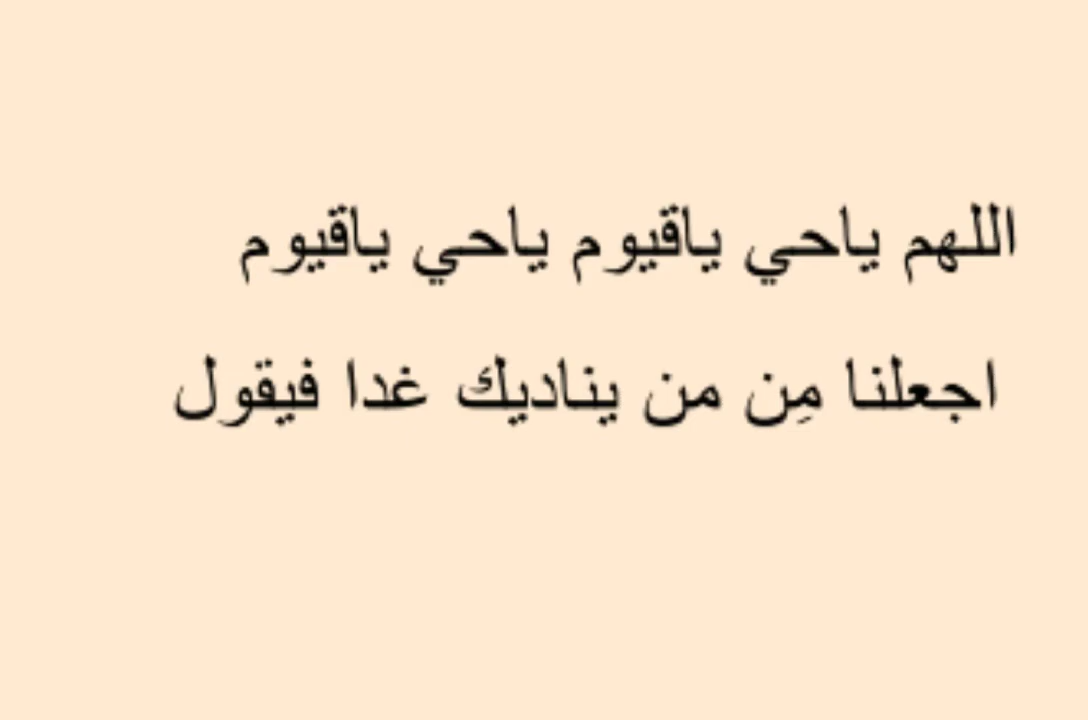 اللهم ياحي ياقيوم ياحي ياقيوم
اجعلنا مِن من يناديك غدا فيقول